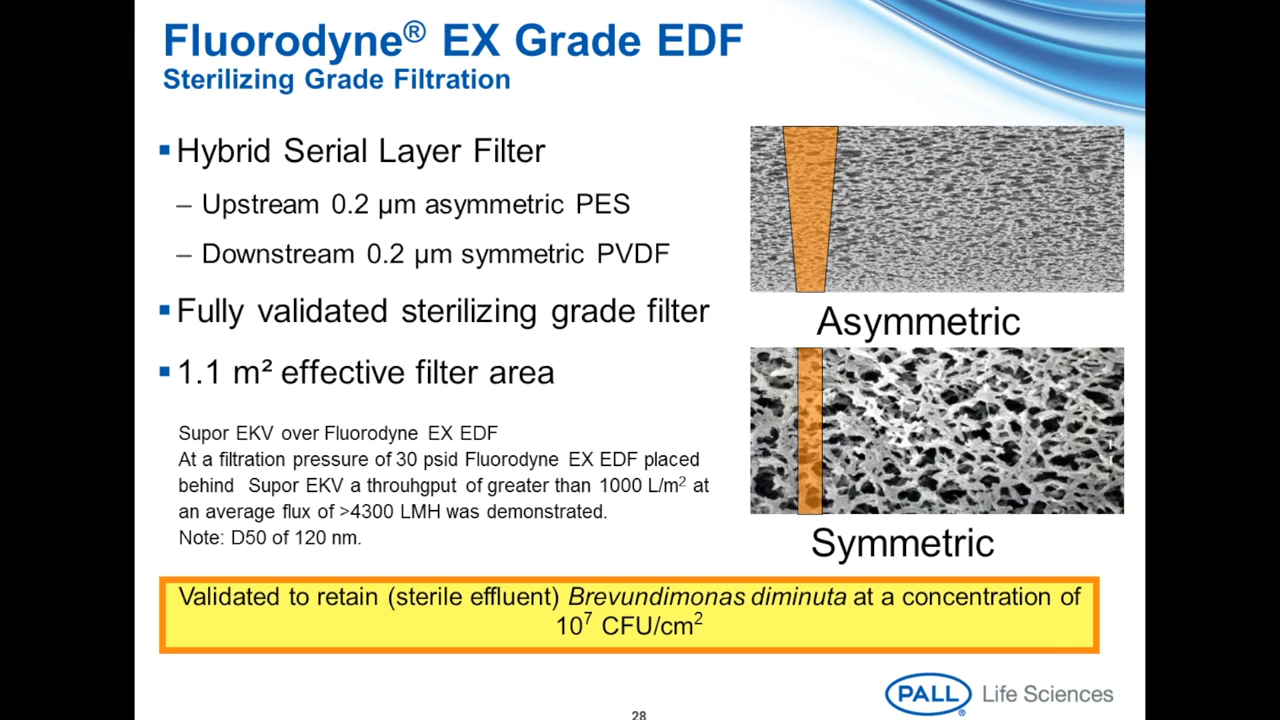 Fluorodyne® EX Grade EDF
Sterilizing Grade Filtration
▪ Hybrid Serial Layer Filter
– Upstream 0.2 µm asymmetric PES
– Downstream 0.2 µm symmetric PVDF
▪ Fully validated sterilizing grade filter
▪ 1.1 m² effective filter area
Supor EKV over Fluorodyne EX EDF
At a filtration pressure of 30 psid Fluorodyne EX EDF placed
behind Supor EKV a throuhgput of greater than 1000 L/m² at
an average flux of >4300 LMH was demonstrated.
Note: D50 of 120 nm.
Asymmetric
Symmetric
Validated to retain (sterile effluent) Brevundimonas diminuta at a concentration of
10⁷ CFU/cm²
PALL® Life Sciences
28